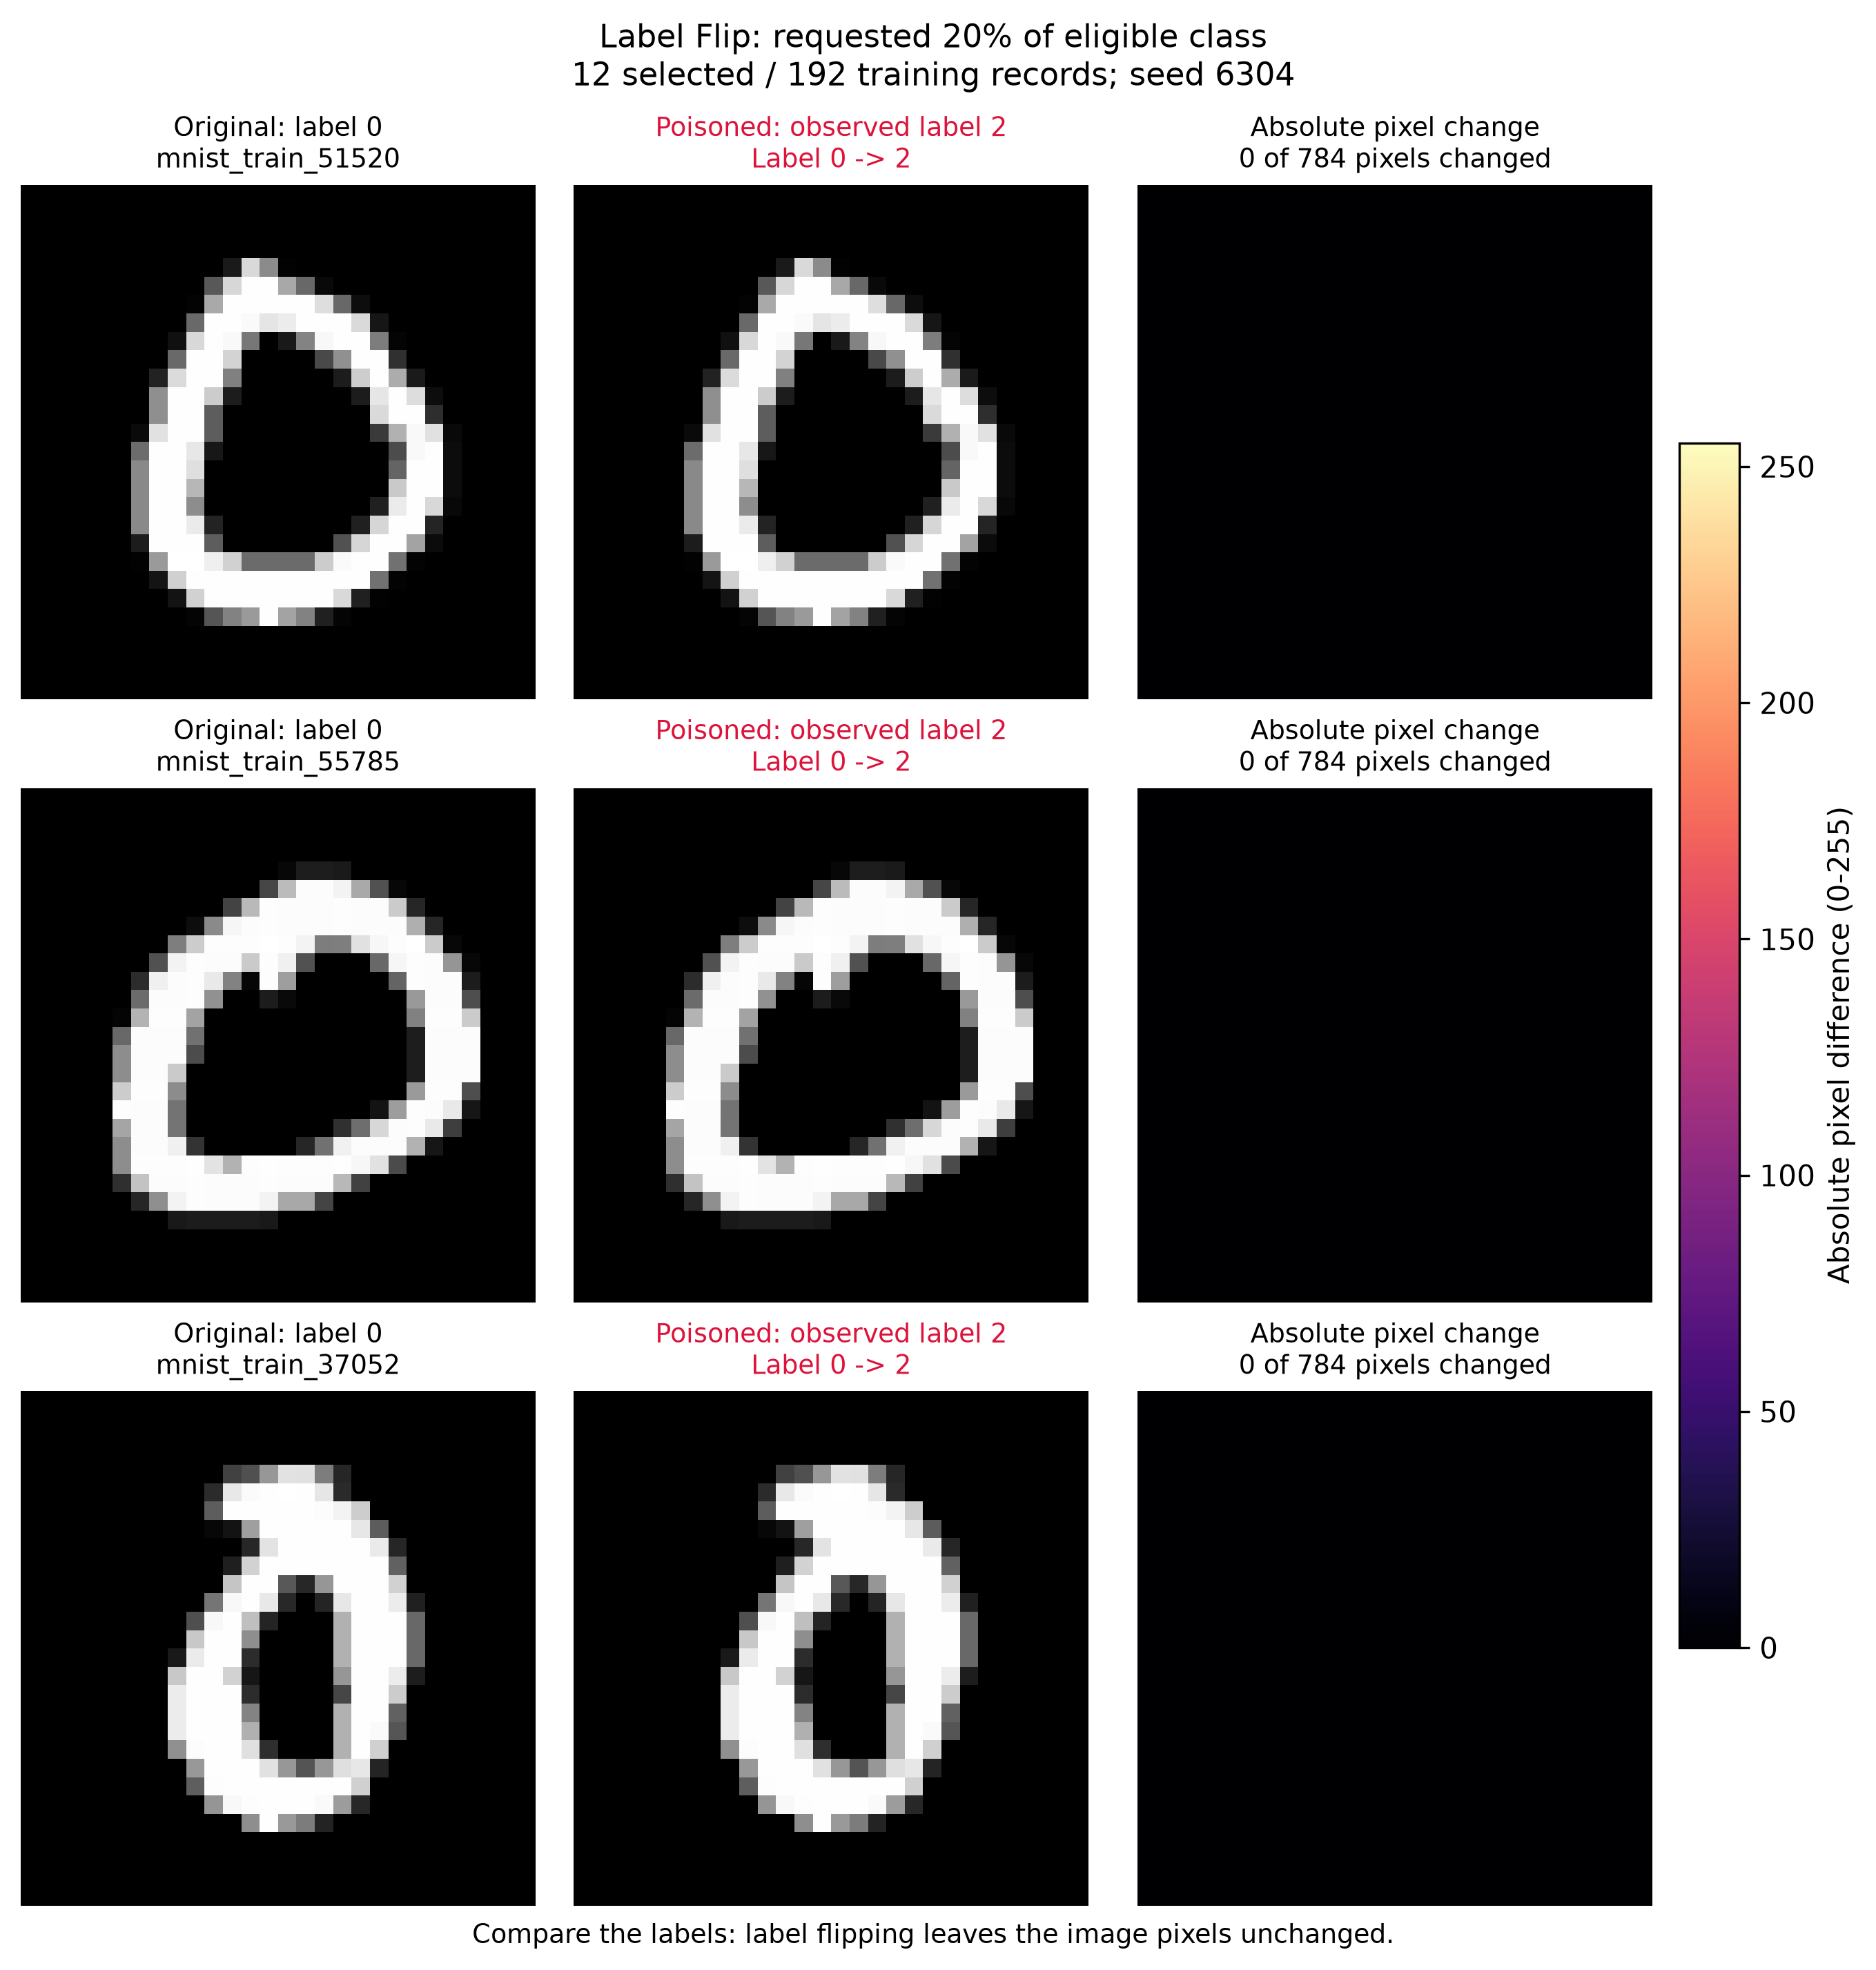 Label Flip: requested 20% of eligible class
12 selected / 192 training records; seed 6304
Original: label 0
mnist_train_51520
Poisoned: observed label 2
Label 0 -> 2
Absolute pixel change
0 of 784 pixels changed
Original: label 0
mnist_train_55785
Poisoned: observed label 2
Label 0 -> 2
Absolute pixel change
0 of 784 pixels changed
Original: label 0
mnist_train_37052
Poisoned: observed label 2
Label 0 -> 2
Absolute pixel change
0 of 784 pixels changed
250
200
150
100
50
0
Absolute pixel difference (0-255)
Compare the labels: label flipping leaves the image pixels unchanged.